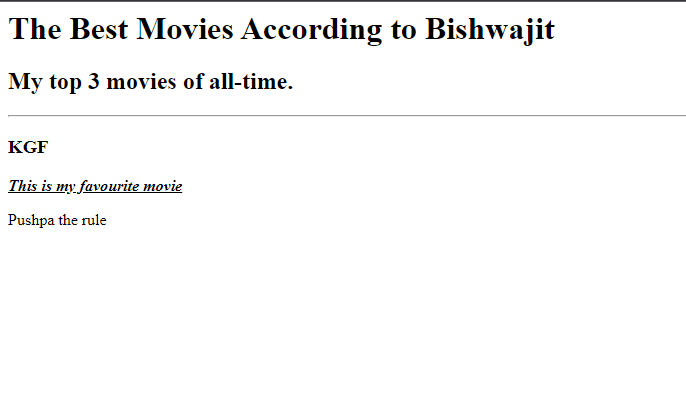 The Best Movies According to Bishwajit
My top 3 movies of all-time.
KGF
This is my favourite movie
Pushpa the rule